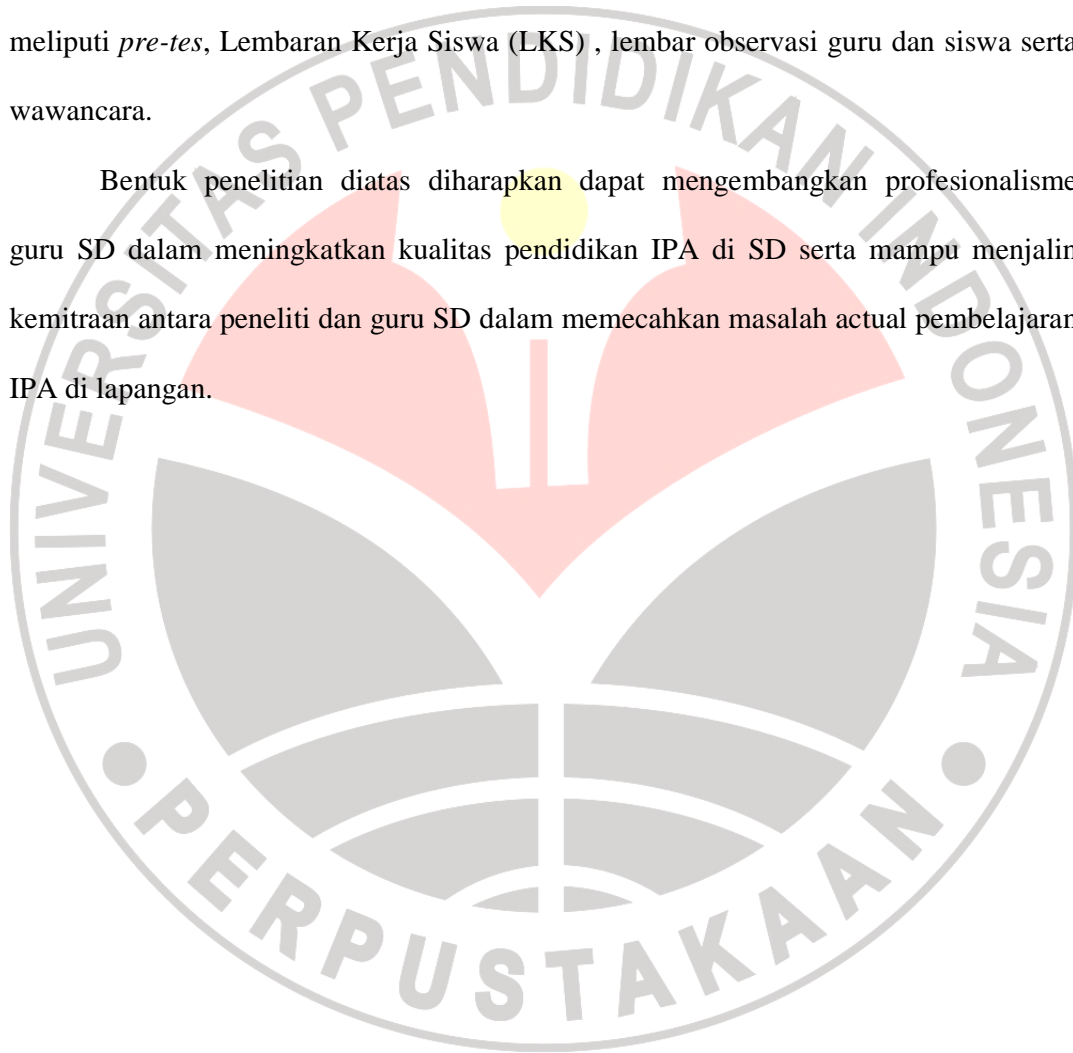 meliputi pre-tes, Lembaran Kerja Siswa (LKS) , lembar observasi guru dan siswa serta
wawancara.
Bentuk penelitian diatas diharapkan dapat mengembangkan profesionalisme
guru SD dalam meningkatkan kualitas pendidikan IPA di SD serta mampu menjalin
kemitraan antara peneliti dan guru SD dalam memecahkan masalah actual pembelajaran
IPA di lapangan.
UNIVERSITAS PENDIDIKAN INDONESIA
PERPUSTAKAAN